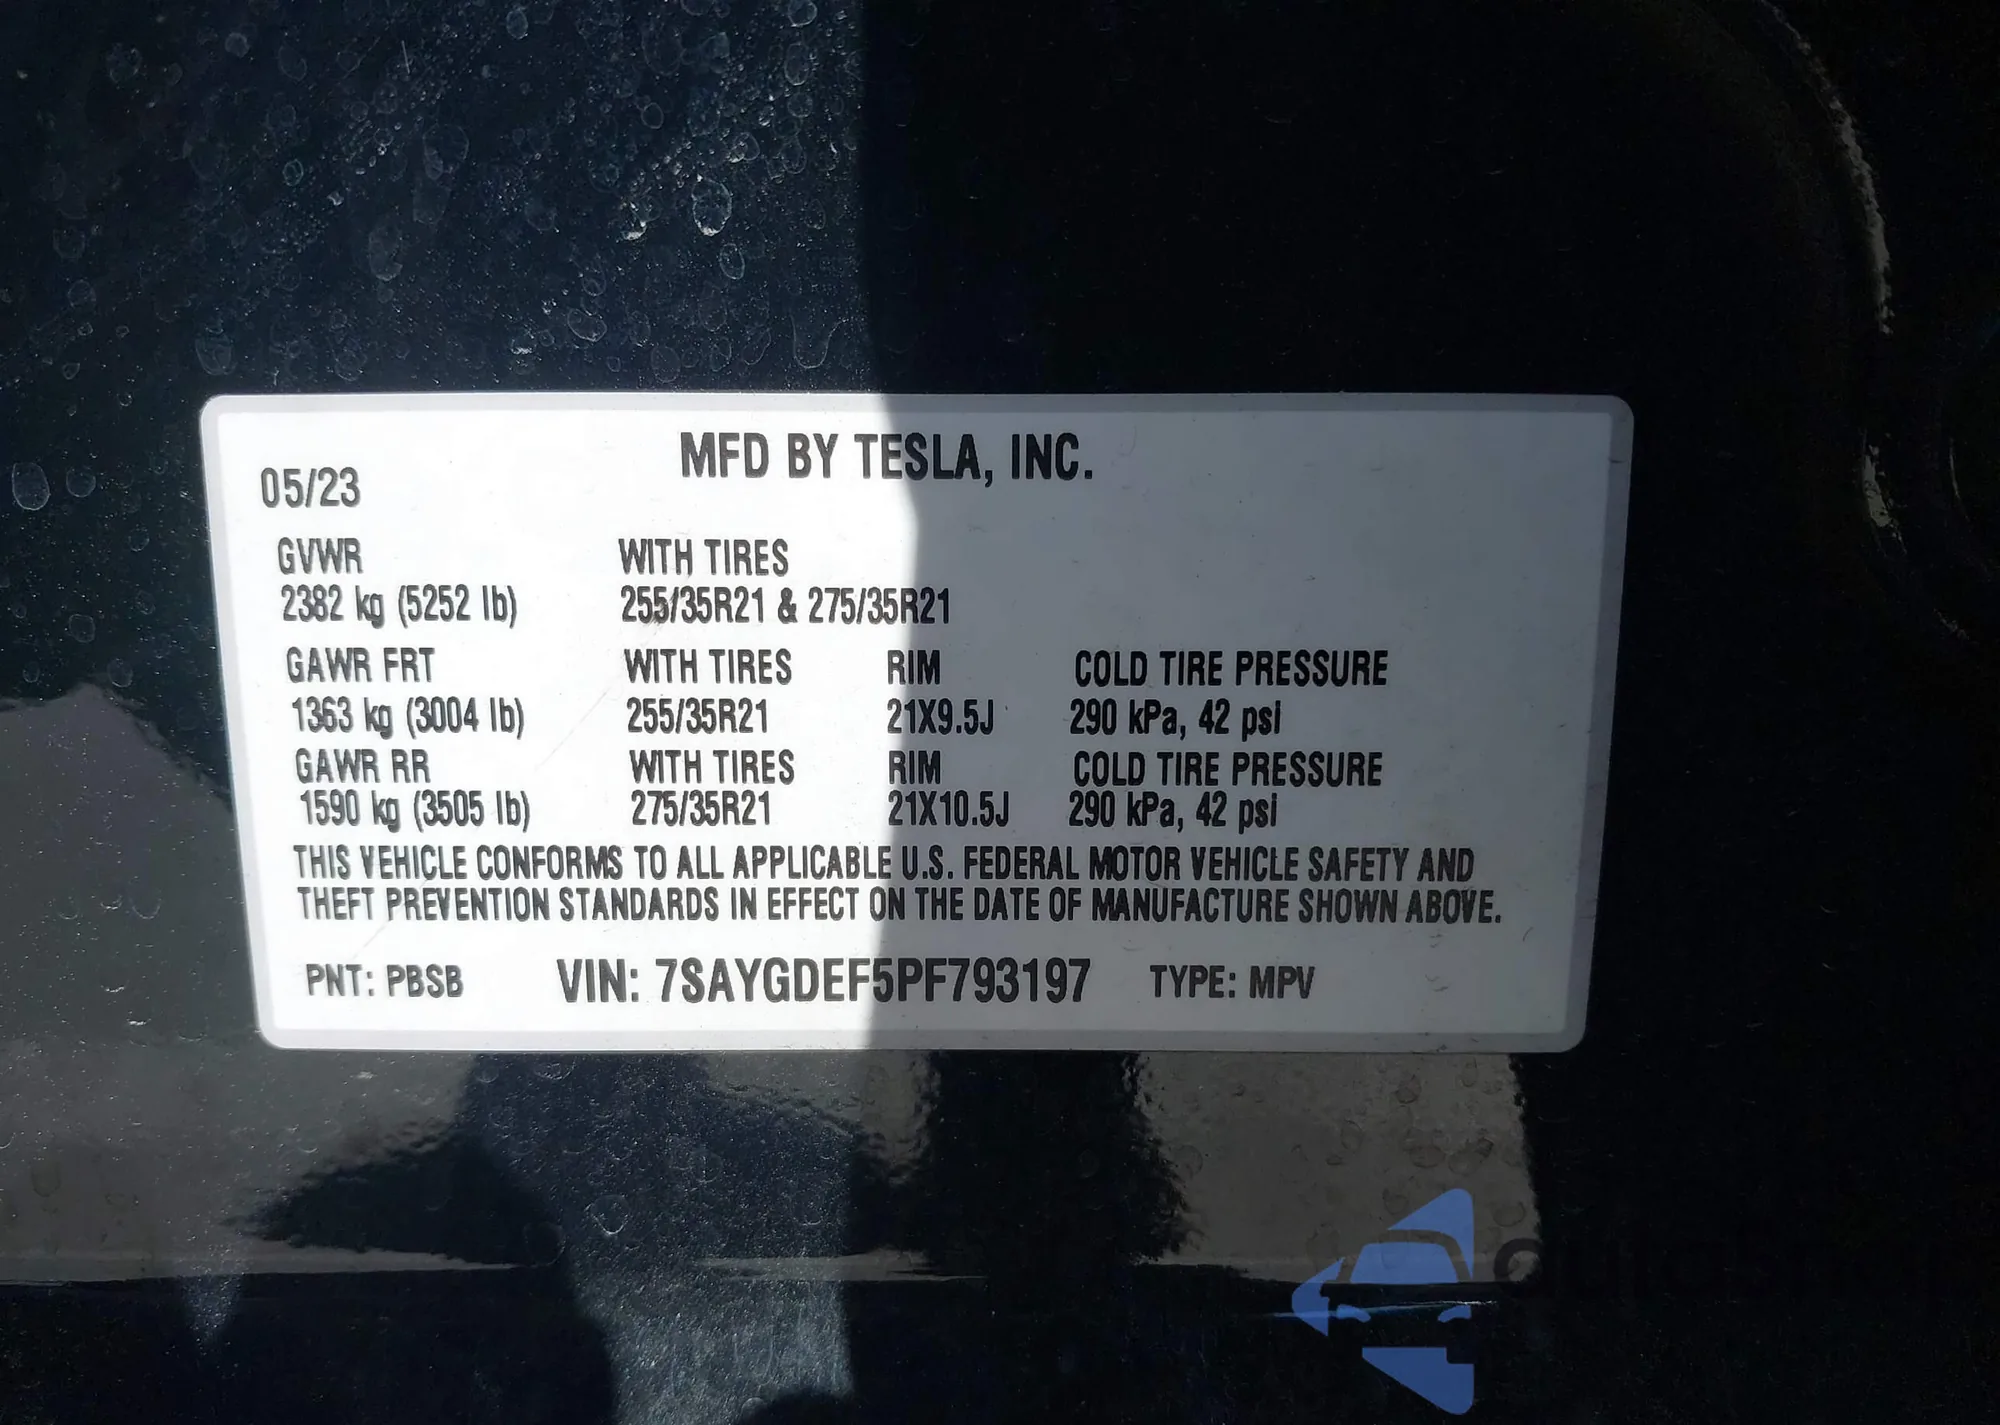 MFD BY TESLA, INC.
05/23
GVWR WITH TIRES
2382 kg (5252 lb) 255/35R21 & 275/35R21
GAWR FRT WITH TIRES RIM COLD TIRE PRESSURE
1363 kg (3004 lb) 255/35R21 21X9.5J 290 kPa, 42 psi
GAWR RR WITH TIRES RIM COLD TIRE PRESSURE
1590 kg (3505 lb) 275/35R21 21X10.5J 290 kPa, 42 psi
THIS VEHICLE CONFORMS TO ALL APPLICABLE U.S. FEDERAL MOTOR VEHICLE SAFETY AND
THEFT PREVENTION STANDARDS IN EFFECT ON THE DATE OF MANUFACTURE SHOWN ABOVE.
PNT: PBSB VIN: 7SAYGDEF5PF793197 TYPE: MPV